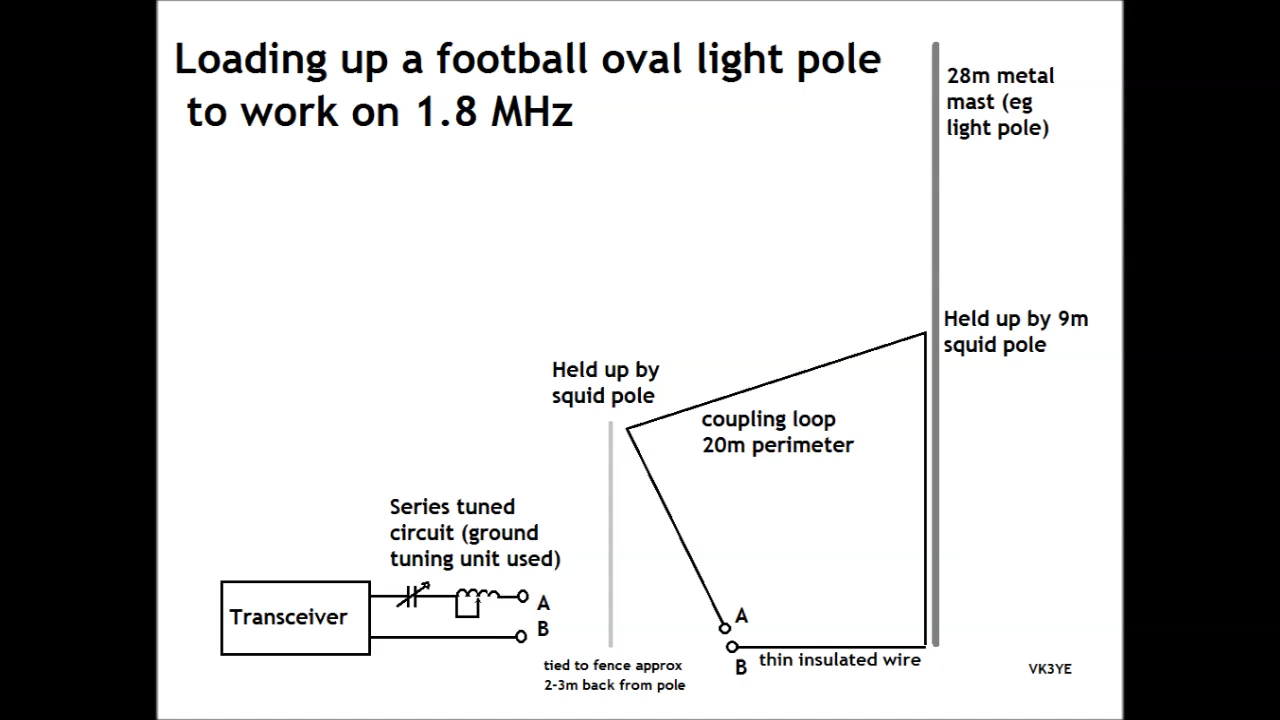 Loading up a football oval light pole
to work on 1.8 MHz
28m metal
mast (eg
light pole)
Held up by 9m
squid pole
Held up by
squid pole
coupling loop
20m perimeter
Series tuned
circuit (ground
tuning unit used)
Transceiver
A
B
A
B
thin insulated wire
tied to fence approx
2-3m back from pole
VK3YE